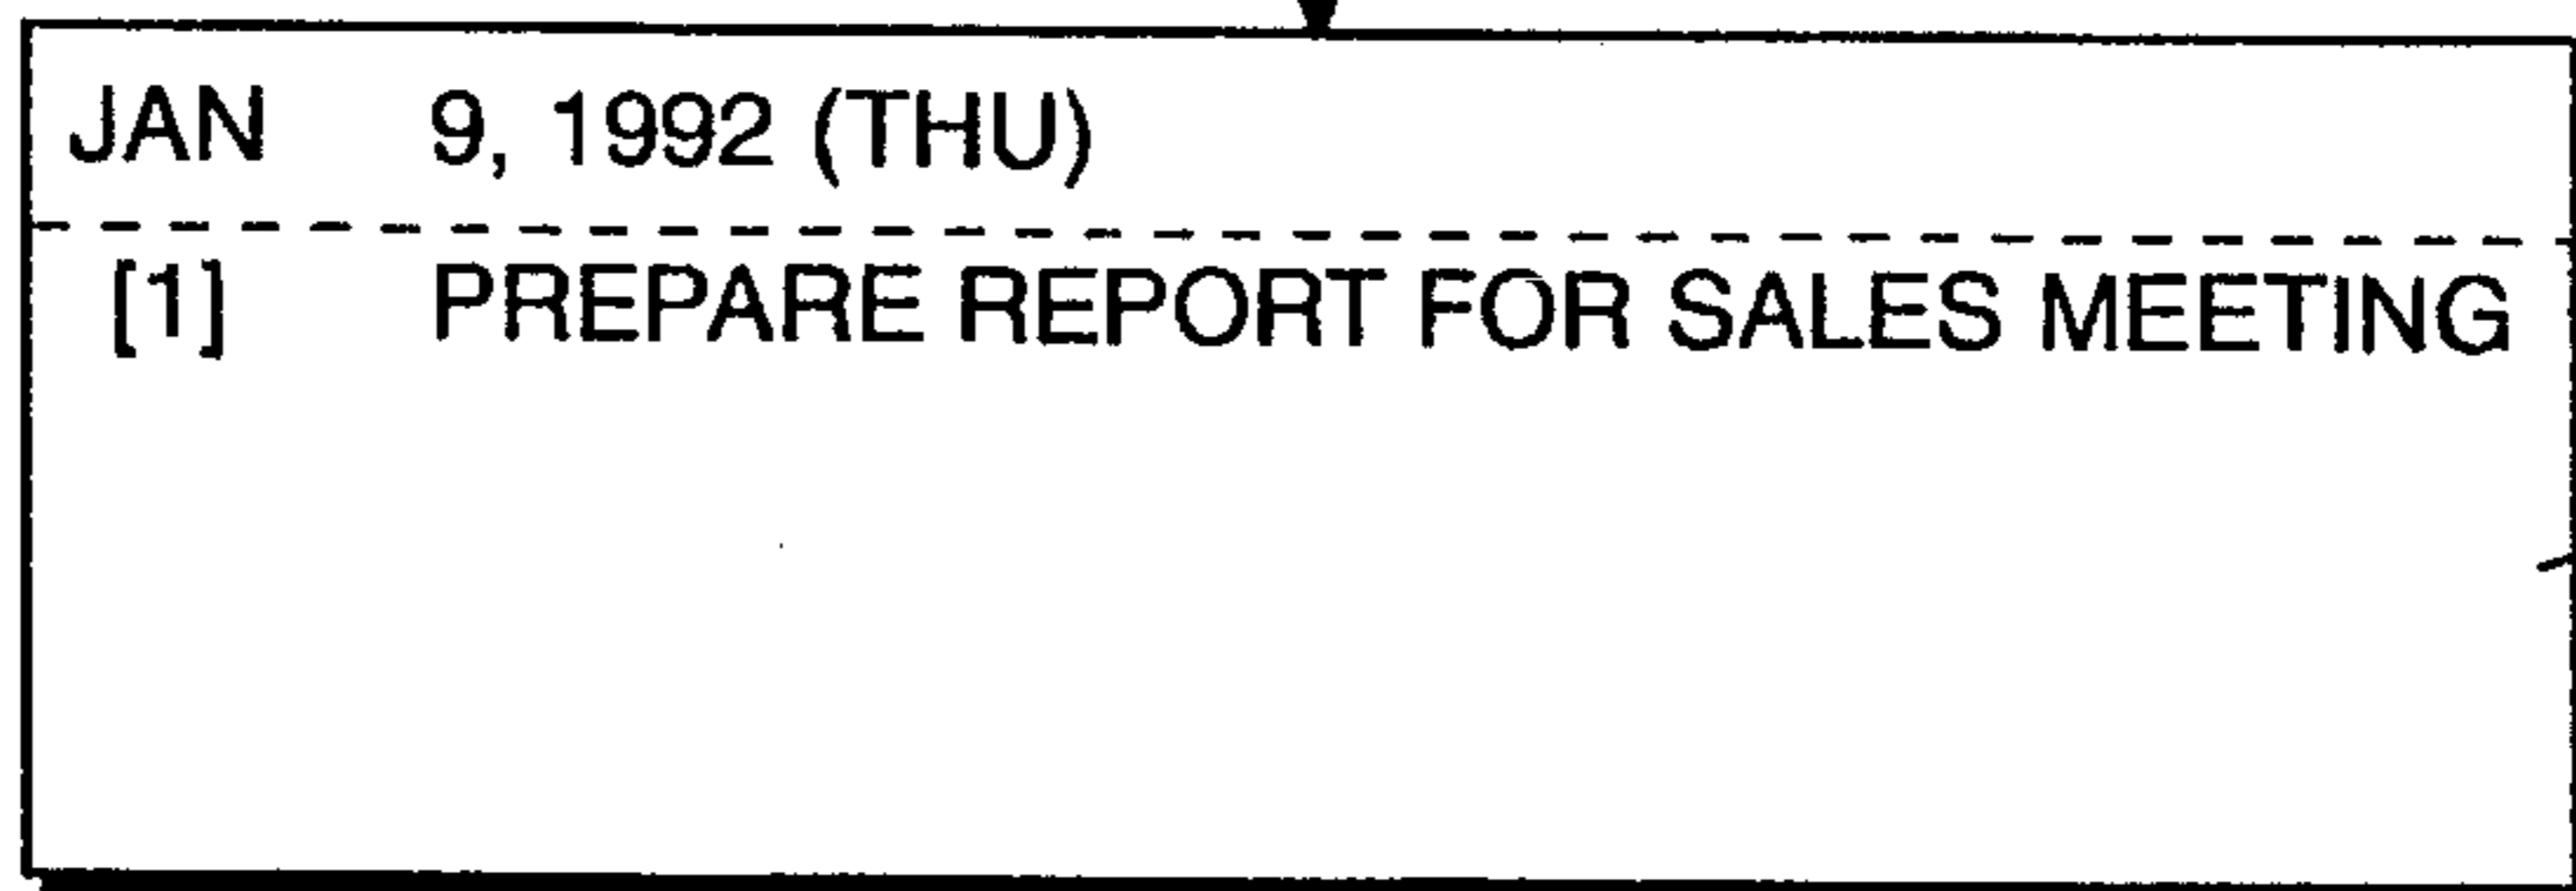 JAN 9, 1992 (THU)
[1] PREPARE REPORT FOR SALES MEETING